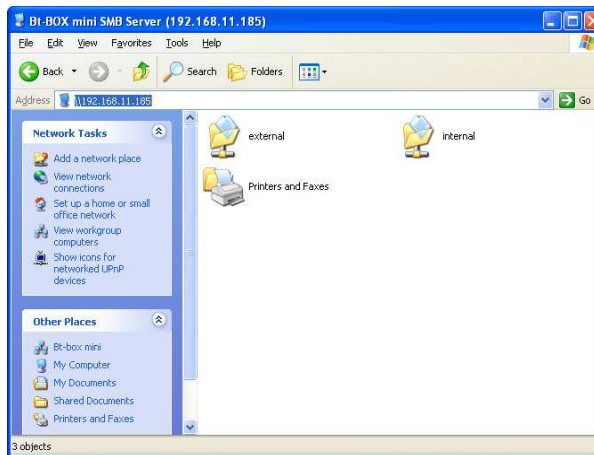 Bt-BOX mini SMB Server (192.168.11.185)
File Edit View Favorites Tools Help
Back Search Folders
Address \\192.168.11.185 Go
Network Tasks
Add a network place
View network
connections
Set up a home or small
office network
View workgroup
computers
Show icons for
networked UPnP
devices
Other Places
Bt-box mini
My Computer
My Documents
Shared Documents
Printers and Faxes
external
internal
Printers and Faxes
3 objects